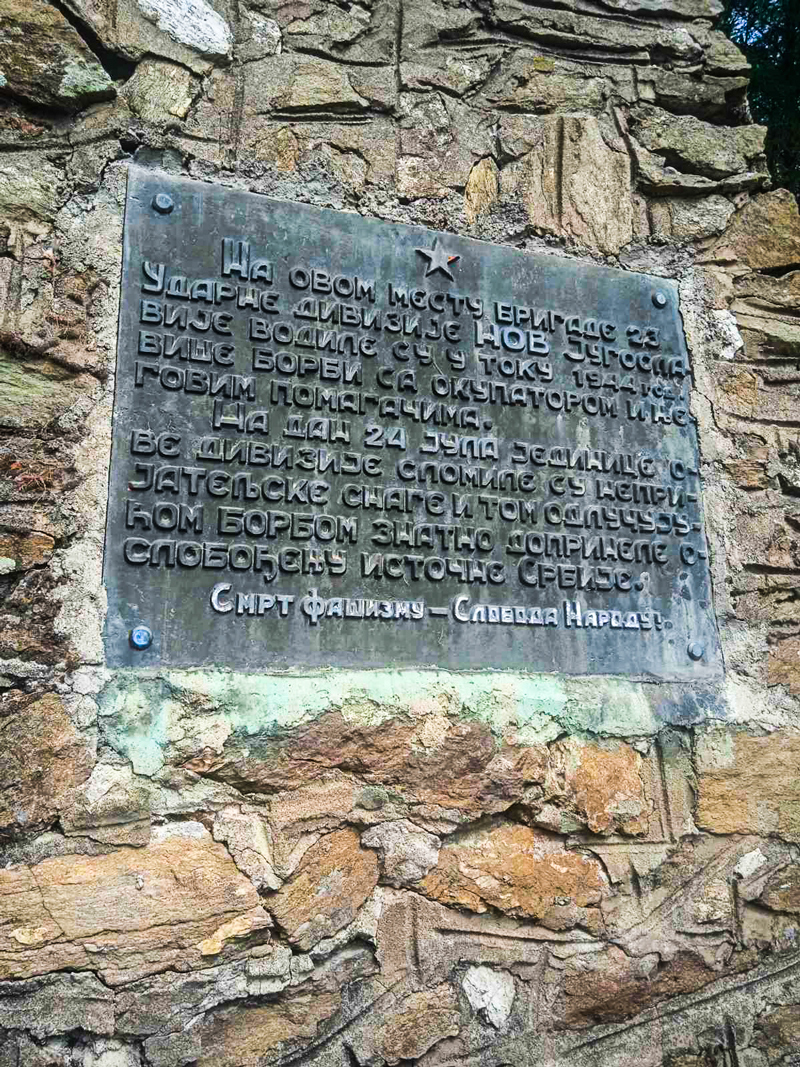 На овом месту бригаде 23
ударне дивизије НОВ Југосла
вије водиле су у току 1944 год.
више борби са окупатором и ње
говим помагачима.
На дан 24 јула јединице о-
ве дивизије сломиле су непри-
јатељске снаге и том одлучују-
ћом борбом знатно допринеле о-
слобођењу источне Србије.
Смрт фашизму – Слобода Народу!